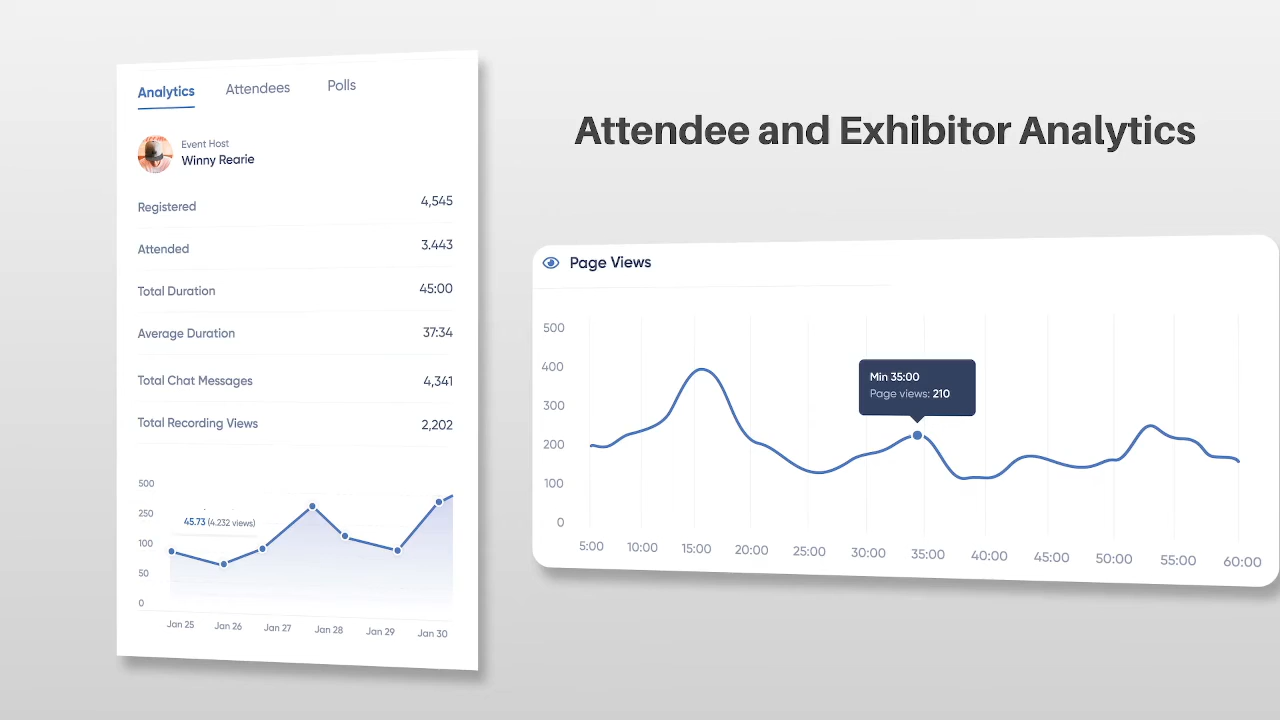 Analytics Attendees Polls
Event Host
Winny Rearie
Registered 4,545
Attended 3.443
Total Duration 45:00
Average Duration 37:34
Total Chat Messages 4,341
Total Recording Views 2,202
500
250
45.73 (4.232 views)
100
50
0
Jan 25 Jan 26 Jan 27 Jan 28 Jan 29 Jan 30
Attendee and Exhibitor Analytics
Page Views
500
400
300
200
100
0
Min 35:00
Page views: 210
5:00 10:00 15:00 20:00 25:00 30:00 35:00 40:00 45:00 50:00 55:00 60:00